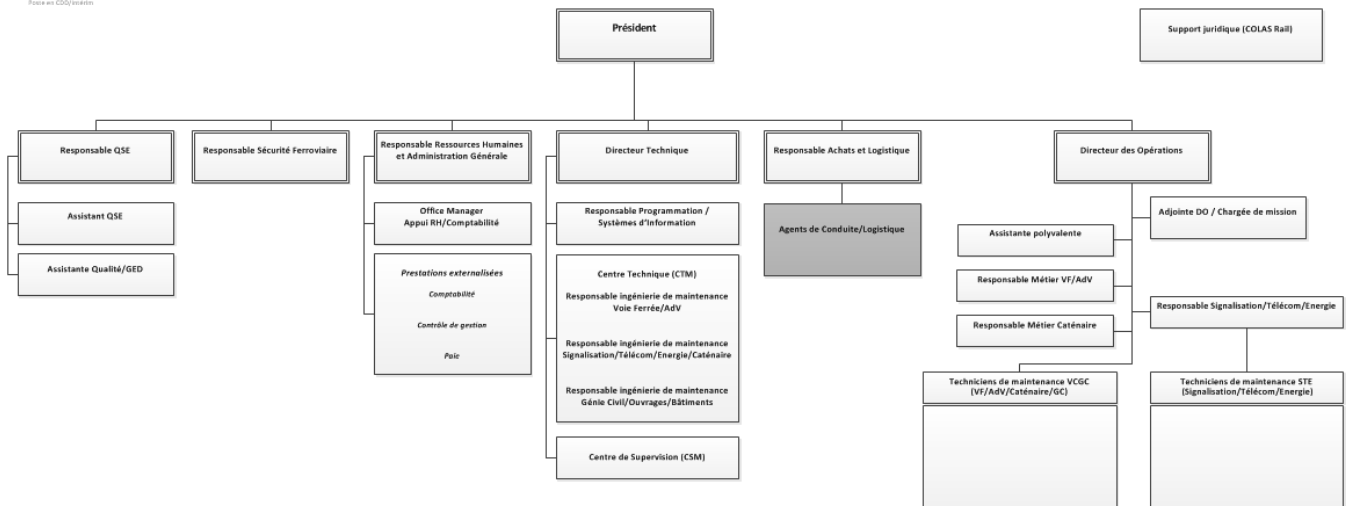 Poste en CDD/Intérim
Président
Support juridique (COLAS Rail)
Responsable QSE
Responsable Sécurité Ferroviaire
Responsable Ressources Humaines
et Administration Générale
Directeur Technique
Responsable Achats et Logistique
Directeur des Opérations
Assistant QSE
Assistante Qualité/GED
Office Manager
Appui RH/Comptabilité
Prestations externalisées
Comptabilité
Contrôle de gestion
Paie
Responsable Programmation /
Systèmes d'Information
Centre Technique (CTM)
Responsable ingénierie de maintenance
Voie Ferrée/AdV
Responsable ingénierie de maintenance
Signalisation/Télécom/Energie/Caténaire
Responsable ingénierie de maintenance
Génie Civil/Ouvrages/Bâtiments
Centre de Supervision (CSM)
Agents de Conduite/Logistique
Adjointe DO / Chargée de mission
Assistante polyvalente
Responsable Métier VF/AdV
Responsable Signalisation/Télécom/Energie
Responsable Métier Caténaire
Techniciens de maintenance VCGC
(VF/AdV/Caténaire/GC)
Techniciens de maintenance STE
(Signalisation/Télécom/Energie)